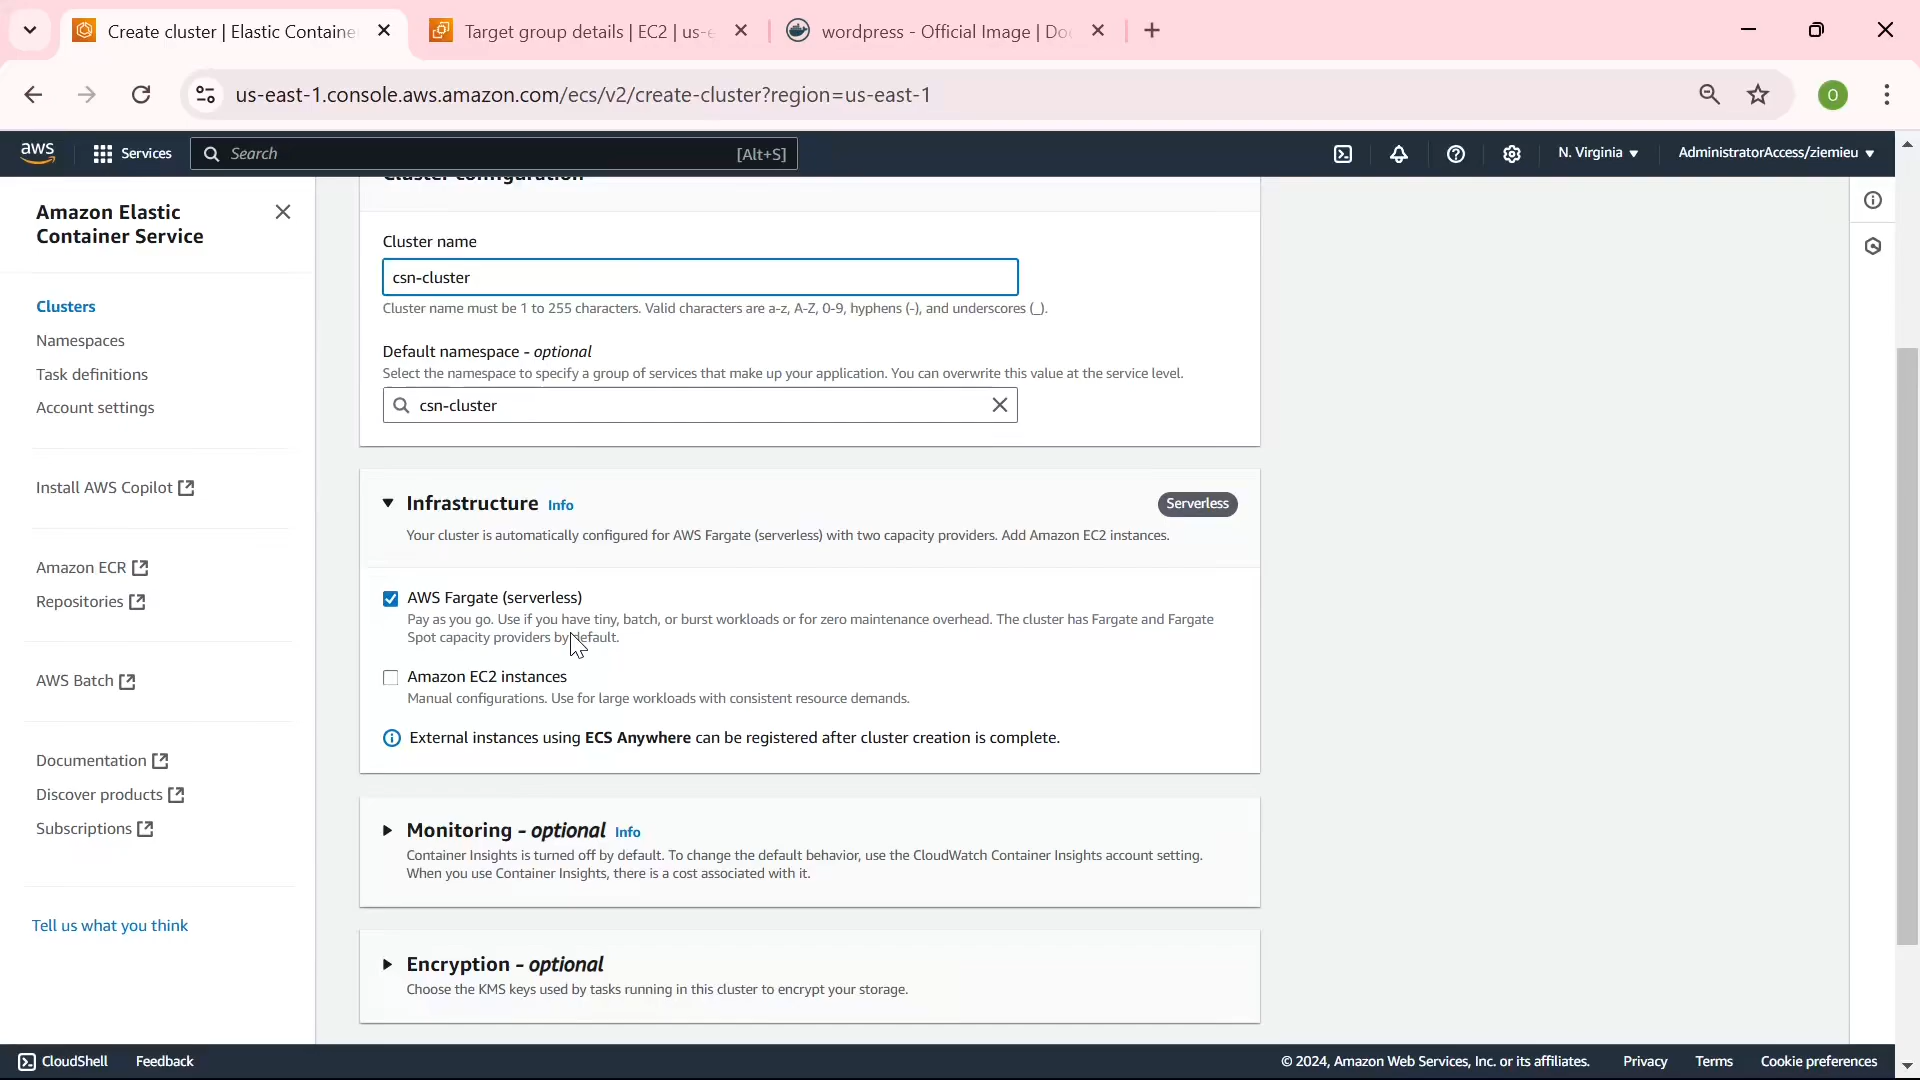 Create cluster | Elastic Containe
Target group details | EC2 | us-e
wordpress - Official Image | Do
us-east-1.console.aws.amazon.com/ecs/v2/create-cluster?region=us-east-1
O
aws
Services
Search
[Alt+S]
N. Virginia
AdministratorAccess/ziemieu
Amazon Elastic
Container Service
Clusters
Namespaces
Task definitions
Account settings
Install AWS Copilot
Amazon ECR
Repositories
AWS Batch
Documentation
Discover products
Subscriptions
Tell us what you think
Cluster configuration
Cluster name
csn-cluster
Cluster name must be 1 to 255 characters. Valid characters are a-z, A-Z, 0-9, hyphens (-), and underscores (_).
Default namespace - optional
Select the namespace to specify a group of services that make up your application. You can overwrite this value at the service level.
csn-cluster
Infrastructure Info
Serverless
Your cluster is automatically configured for AWS Fargate (serverless) with two capacity providers. Add Amazon EC2 instances.
AWS Fargate (serverless)
Pay as you go. Use if you have tiny, batch, or burst workloads or for zero maintenance overhead. The cluster has Fargate and Fargate
Spot capacity providers by default.
Amazon EC2 instances
Manual configurations. Use for large workloads with consistent resource demands.
External instances using ECS Anywhere can be registered after cluster creation is complete.
Monitoring - optional Info
Container Insights is turned off by default. To change the default behavior, use the CloudWatch Container Insights account setting.
When you use Container Insights, there is a cost associated with it.
Encryption - optional
Choose the KMS keys used by tasks running in this cluster to encrypt your storage.
CloudShell
Feedback
© 2024, Amazon Web Services, Inc. or its affiliates.
Privacy
Terms
Cookie preferences